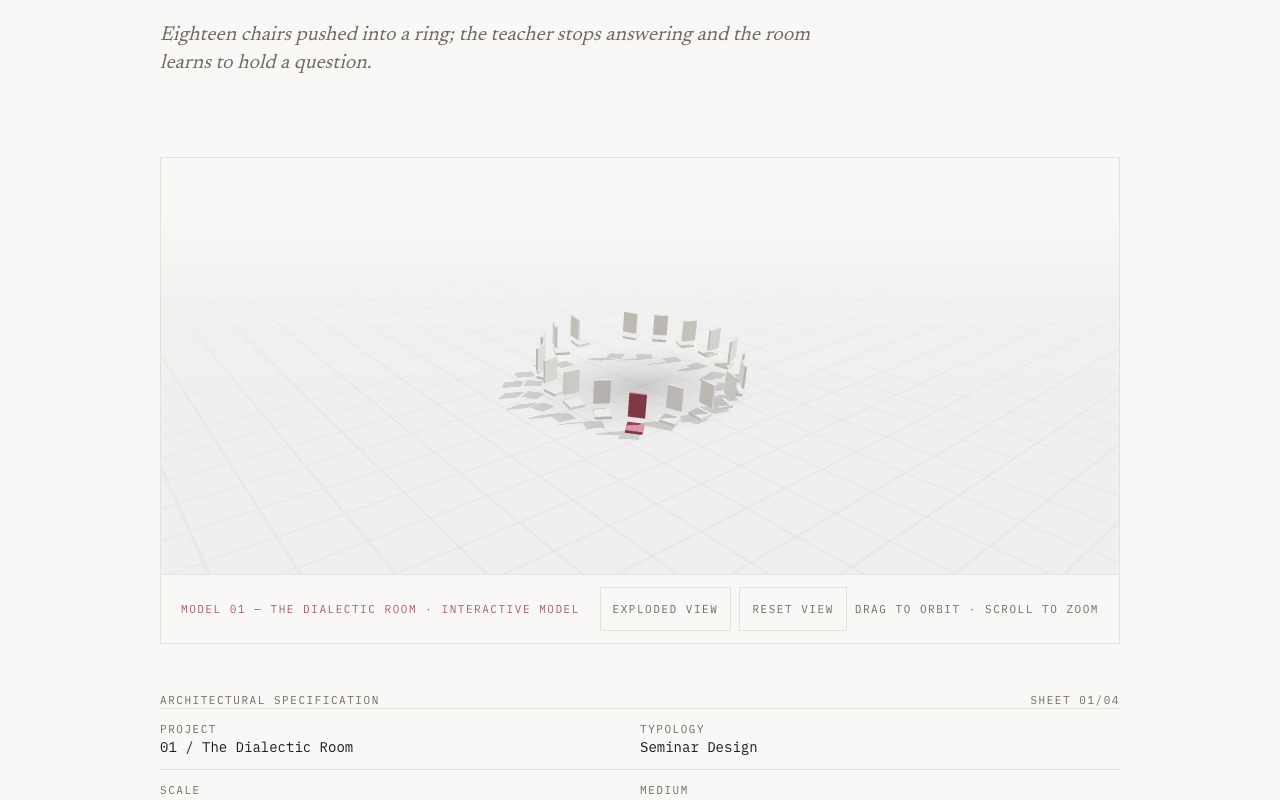 Eighteen chairs pushed into a ring; the teacher stops answering and the room
learns to hold a question.
MODEL 01 — THE DIALECTIC ROOM · INTERACTIVE MODEL
EXPLODED VIEW
RESET VIEW
DRAG TO ORBIT · SCROLL TO ZOOM
ARCHITECTURAL SPECIFICATION
SHEET 01/04
PROJECT
01 / The Dialectic Room
TYPOLOGY
Seminar Design
SCALE
MEDIUM